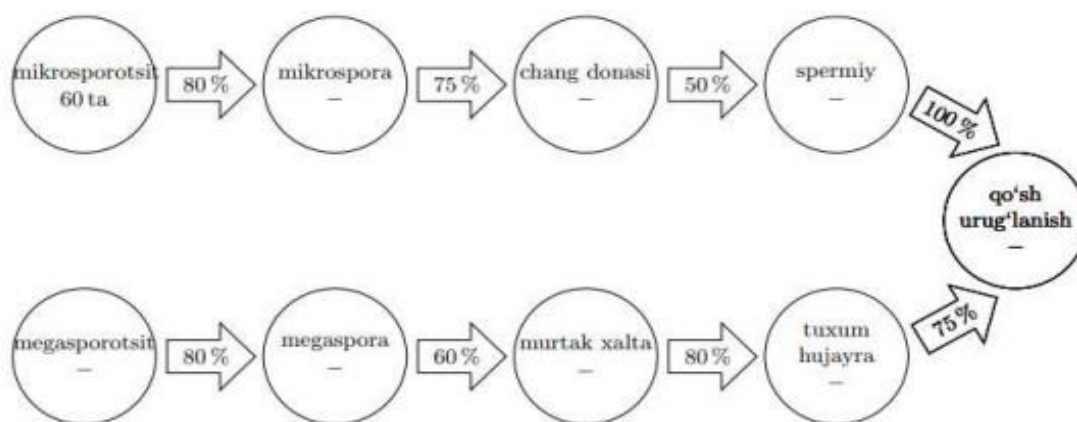 mikrosporotsit
60 ta
80 %
mikrospora
–
75 %
chang donasi
–
50 %
spermiy
–
100 %
qo‘sh
urug‘lanish
–
megasporotsit
–
80 %
megaspora
–
60 %
murtak xalta
–
80 %
tuxum
hujayra
–
75 %